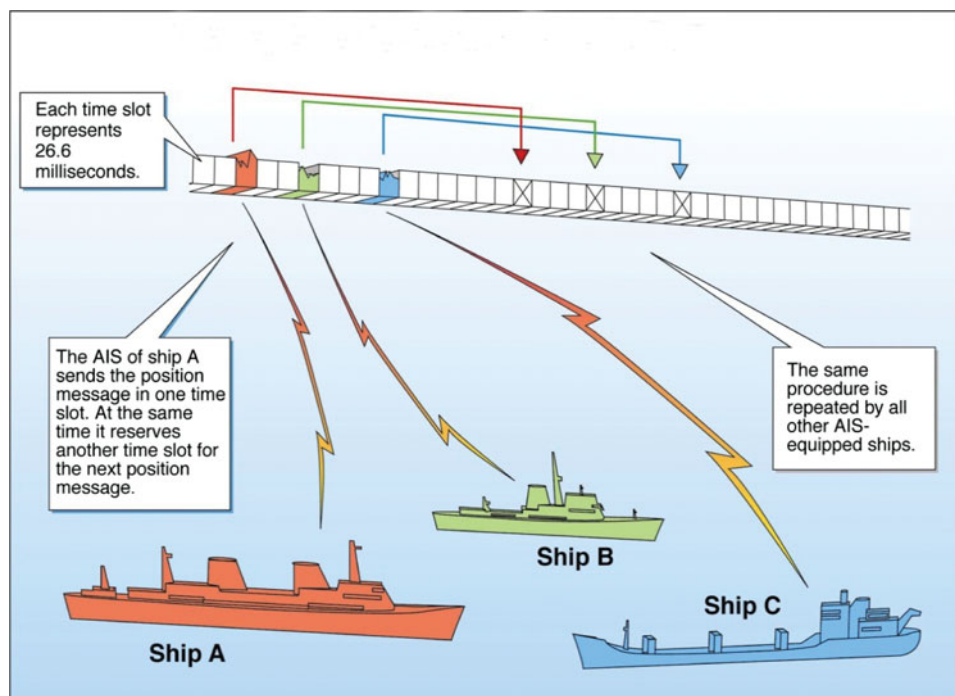 Each time slot
represents
26.6
milliseconds.
The AIS of ship A
sends the position
message in one time
slot. At the same
time it reserves
another time slot for
the next position
message.
The same
procedure is
repeated by all
other AIS-
equipped ships.
Ship B
Ship C
Ship A